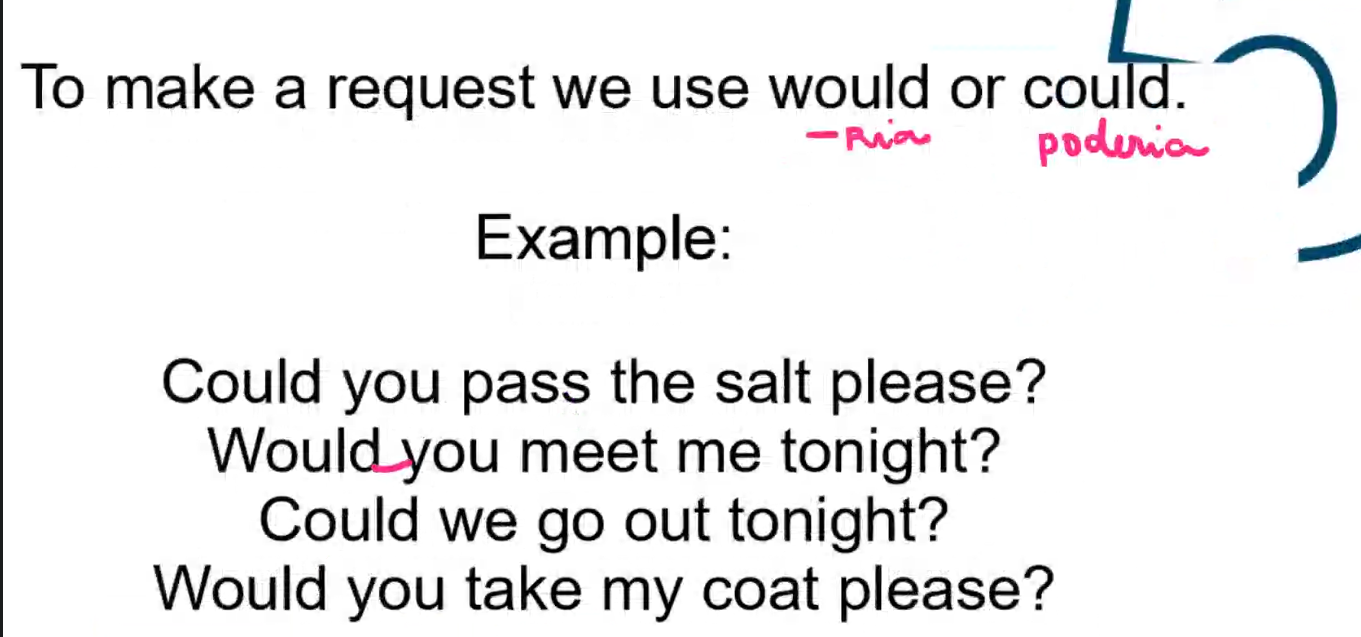 To make a request we use would or could.
-Ria poderia
Example:
Could you pass the salt please?
Would you meet me tonight?
Could we go out tonight?
Would you take my coat please?